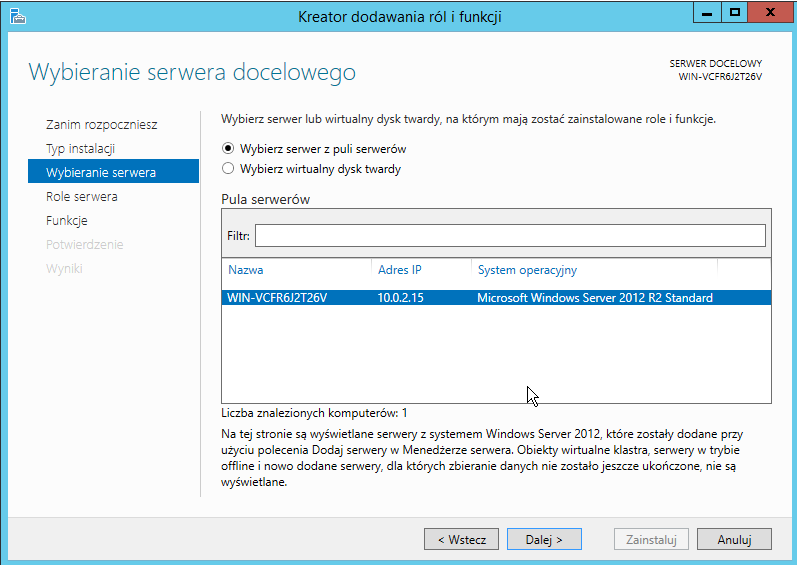 Kreator dodawania ról i funkcji
Wybieranie serwera docelowego
SERWER DOCELOWY
WIN-VCFR6J2T26V
Zanim rozpoczniesz
Typ instalacji
Wybieranie serwera
Role serwera
Funkcje
Potwierdzenie
Wyniki
Wybierz serwer lub wirtualny dysk twardy, na którym mają zostać zainstalowane role i funkcje.
Wybierz serwer z puli serwerów
Wybierz wirtualny dysk twardy
Pula serwerów
Filtr:
Nazwa Adres IP System operacyjny
WIN-VCFR6J2T26V 10.0.2.15 Microsoft Windows Server 2012 R2 Standard
Liczba znalezionych komputerów: 1
Na tej stronie są wyświetlane serwery z systemem Windows Server 2012, które zostały dodane przy
użyciu polecenia Dodaj serwery w Menedżerze serwera. Obiekty wirtualne klastra, serwery w trybie
offline i nowo dodane serwery, dla których zbieranie danych nie zostało jeszcze ukończone, nie są
wyświetlane.
< Wstecz Dalej > Zainstaluj Anuluj